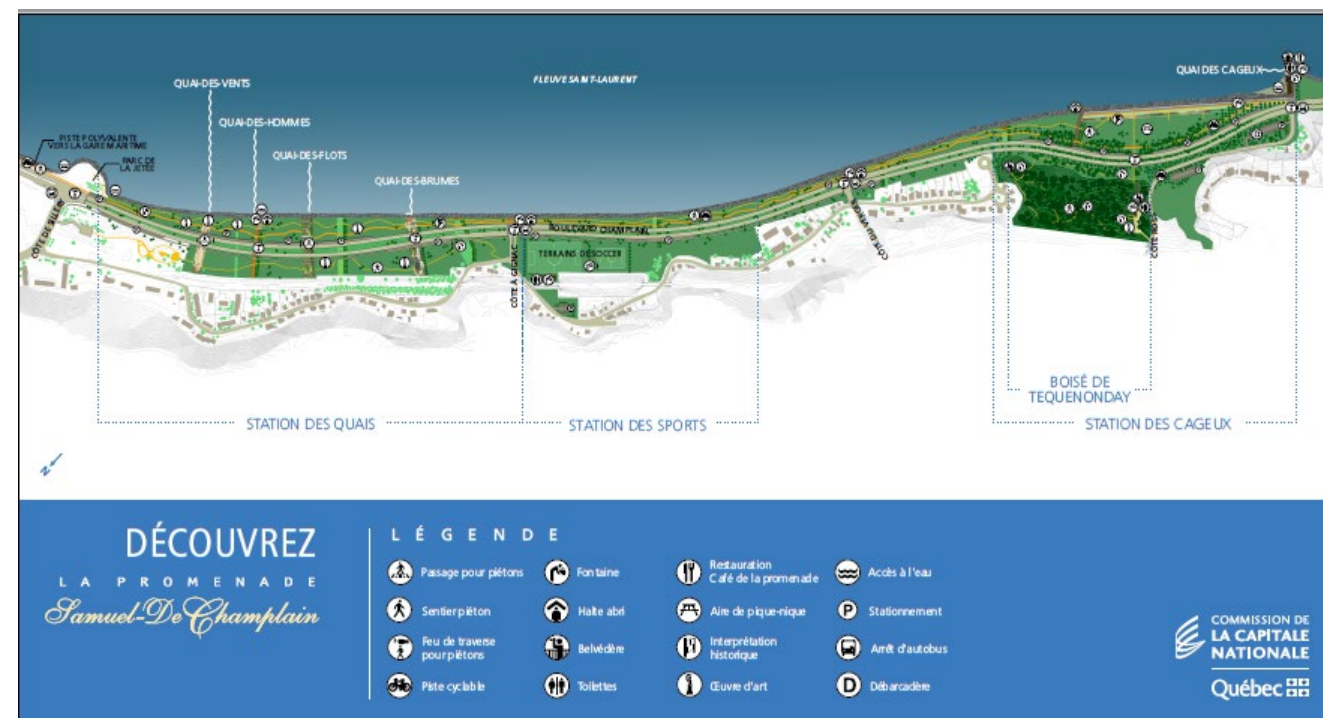 QUAI-DES-VENTS
FLEUVE SAINT-LAURENT
QUAI DES CAGEUX
QUAI-DES-HOMMES
PISTE POLYVALENTE
VERS LA GARE MARITIME
PARC DE
LA JETÉE
QUAI-DES-FLOTS
QUAI-DES-BRUMES
BOULEVARD CHAMPLAIN
TERRAINS DE SOCCER
CÔTE À GIGNAC
BOISÉ DE
TEQUENONDAY
STATION DES QUAIS
STATION DES SPORTS
STATION DES CAGEUX
N
DÉCOUVREZ
LA PROMENADE
Samuel-De Champlain
LÉGENDE
Passage pour piétons
Sentier piéton
Feu de traverse
pour piétons
Piste cyclable
Fontaine
Halte abri
Belvédère
Toilettes
Restauration
Café de la promenade
Aire de pique-nique
Interprétation
historique
Œuvre d'art
Accès à l'eau
P Stationnement
Arrêt d'autobus
D Débarcadère
COMMISSION DE
LA CAPITALE
NATIONALE
Québec